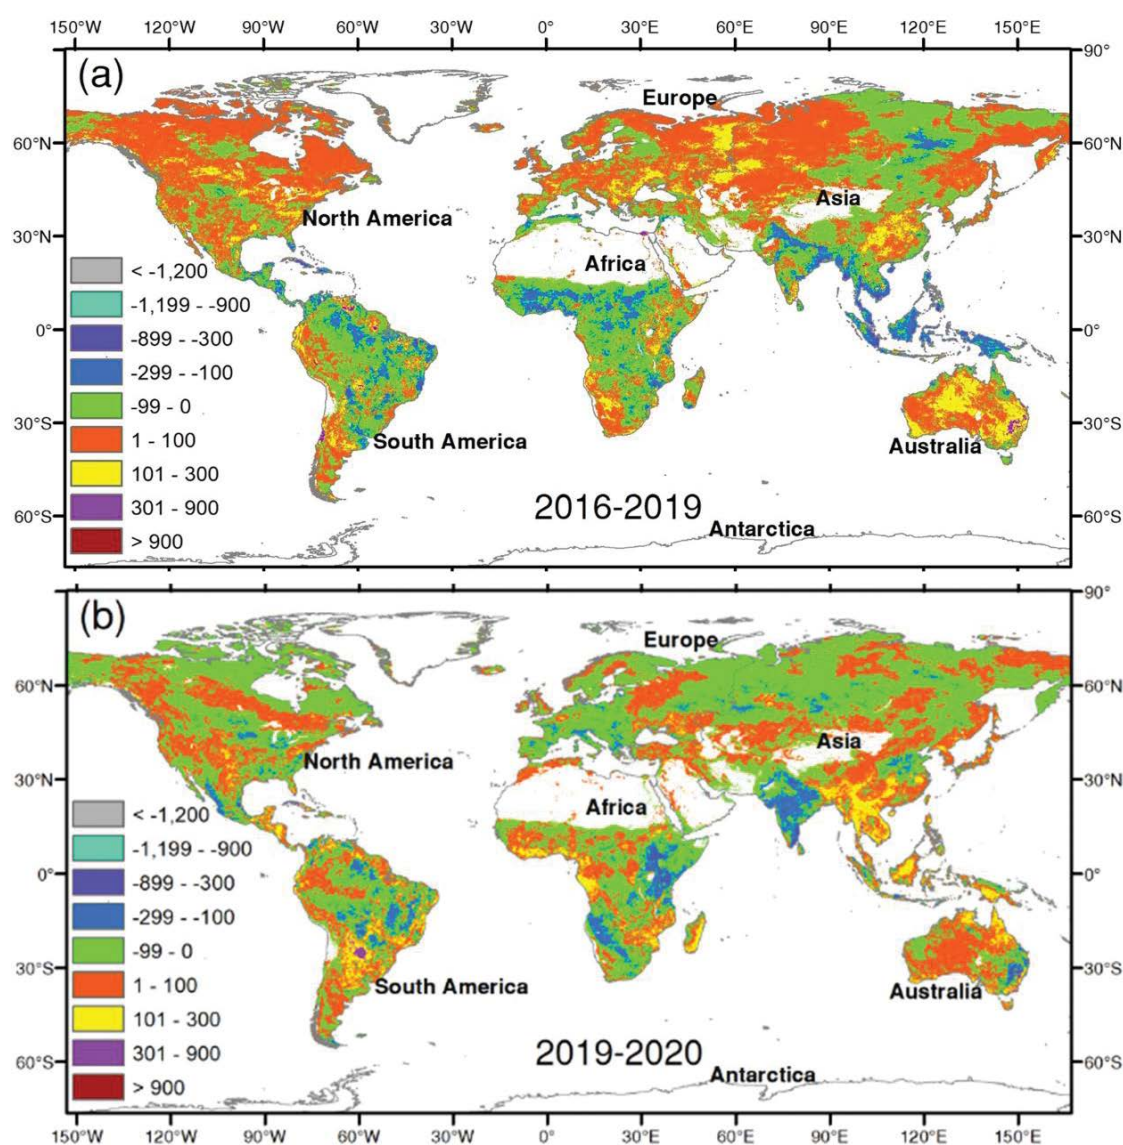 150°W 120°W 90°W 60°W 30°W 0° 30°E 60°E 90°E 120°E 150°E
90°
(a)
Europe
60°N 60°N
Asia
North America
30°N 30°N
Africa
< -1,200
-1,199 - -900
-899 - -300
0° 0°
-299 - -100
-99 - 0
30°S 30°S
1 - 100
South America
Australia
101 - 300
301 - 900
2016-2019
60°S 60°S
Antarctica
> 900
90°
(b)
Europe
60°N 60°N
Asia
North America
30°N 30°N
Africa
< -1,200
-1,199 - -900
0° 0°
-899 - -300
-299 - -100
-99 - 0
30°S 30°S
1 - 100
South America
Australia
101 - 300
301 - 900
2019-2020
60°S 60°S
Antarctica
> 900
150°W 120°W 90°W 60°W 30°W 0° 30°E 60°E 90°E 120°E 150°E